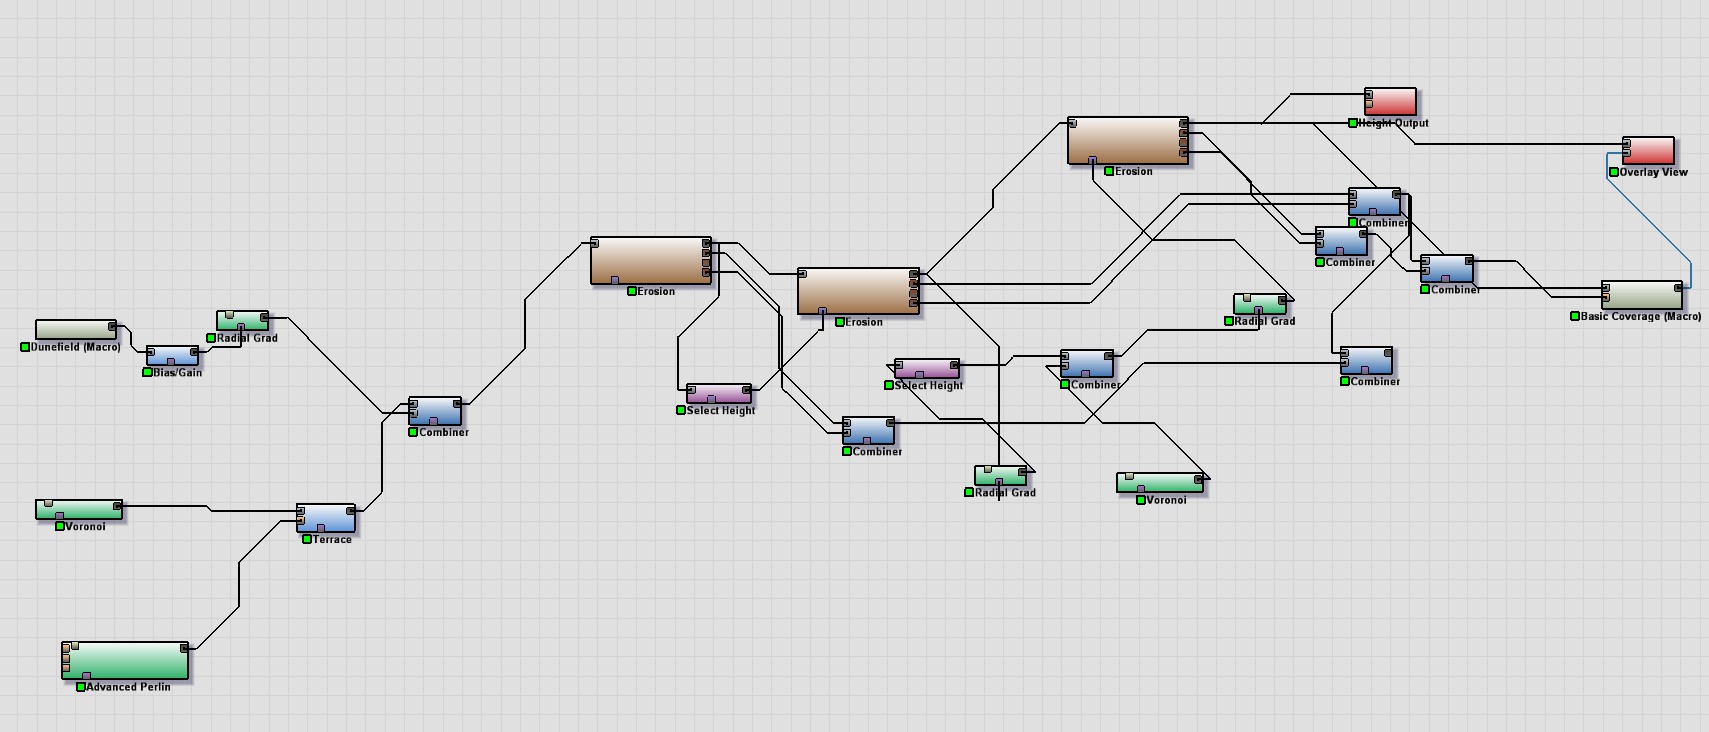 Height Output
Erosion
Overlay View
Combiner
Combiner
Erosion
Combiner
Basic Coverage (Macro)
Erosion
Radial Grad
Radial Grad
Dunefield (Macro)
Bias/Gain
Select Height
Combiner
Combiner
Select Height
Combiner
Combiner
Radial Grad
Voronoi
Voronoi
Terrace
Advanced Perlin